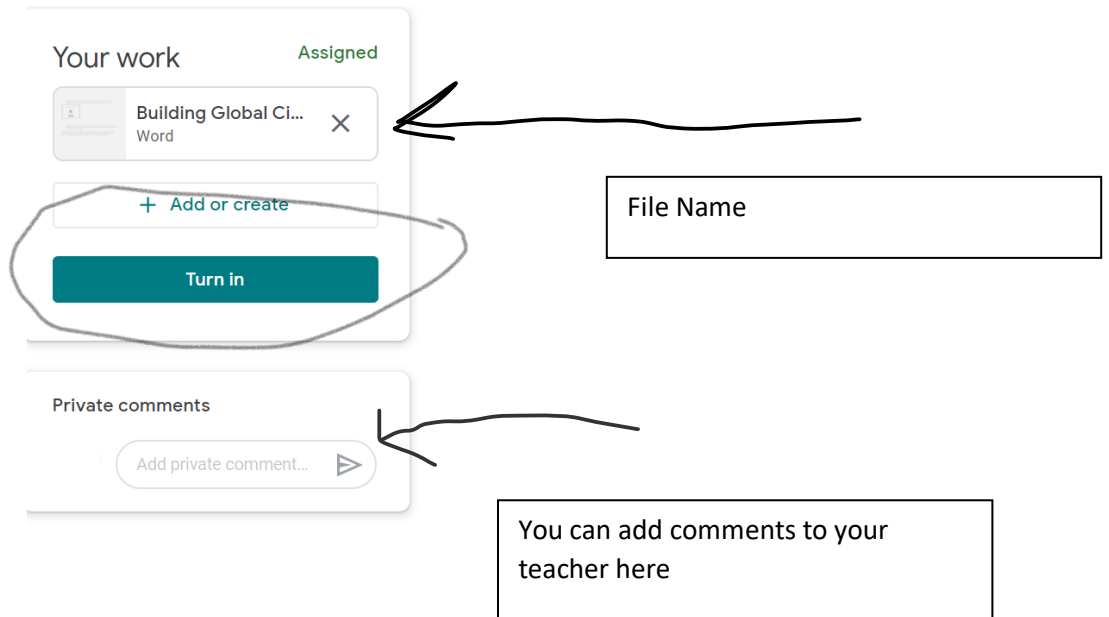 Your work Assigned
Building Global Ci...
Word
+ Add or create
File Name
Turn in
Private comments
Add private comment...
You can add comments to your
teacher here